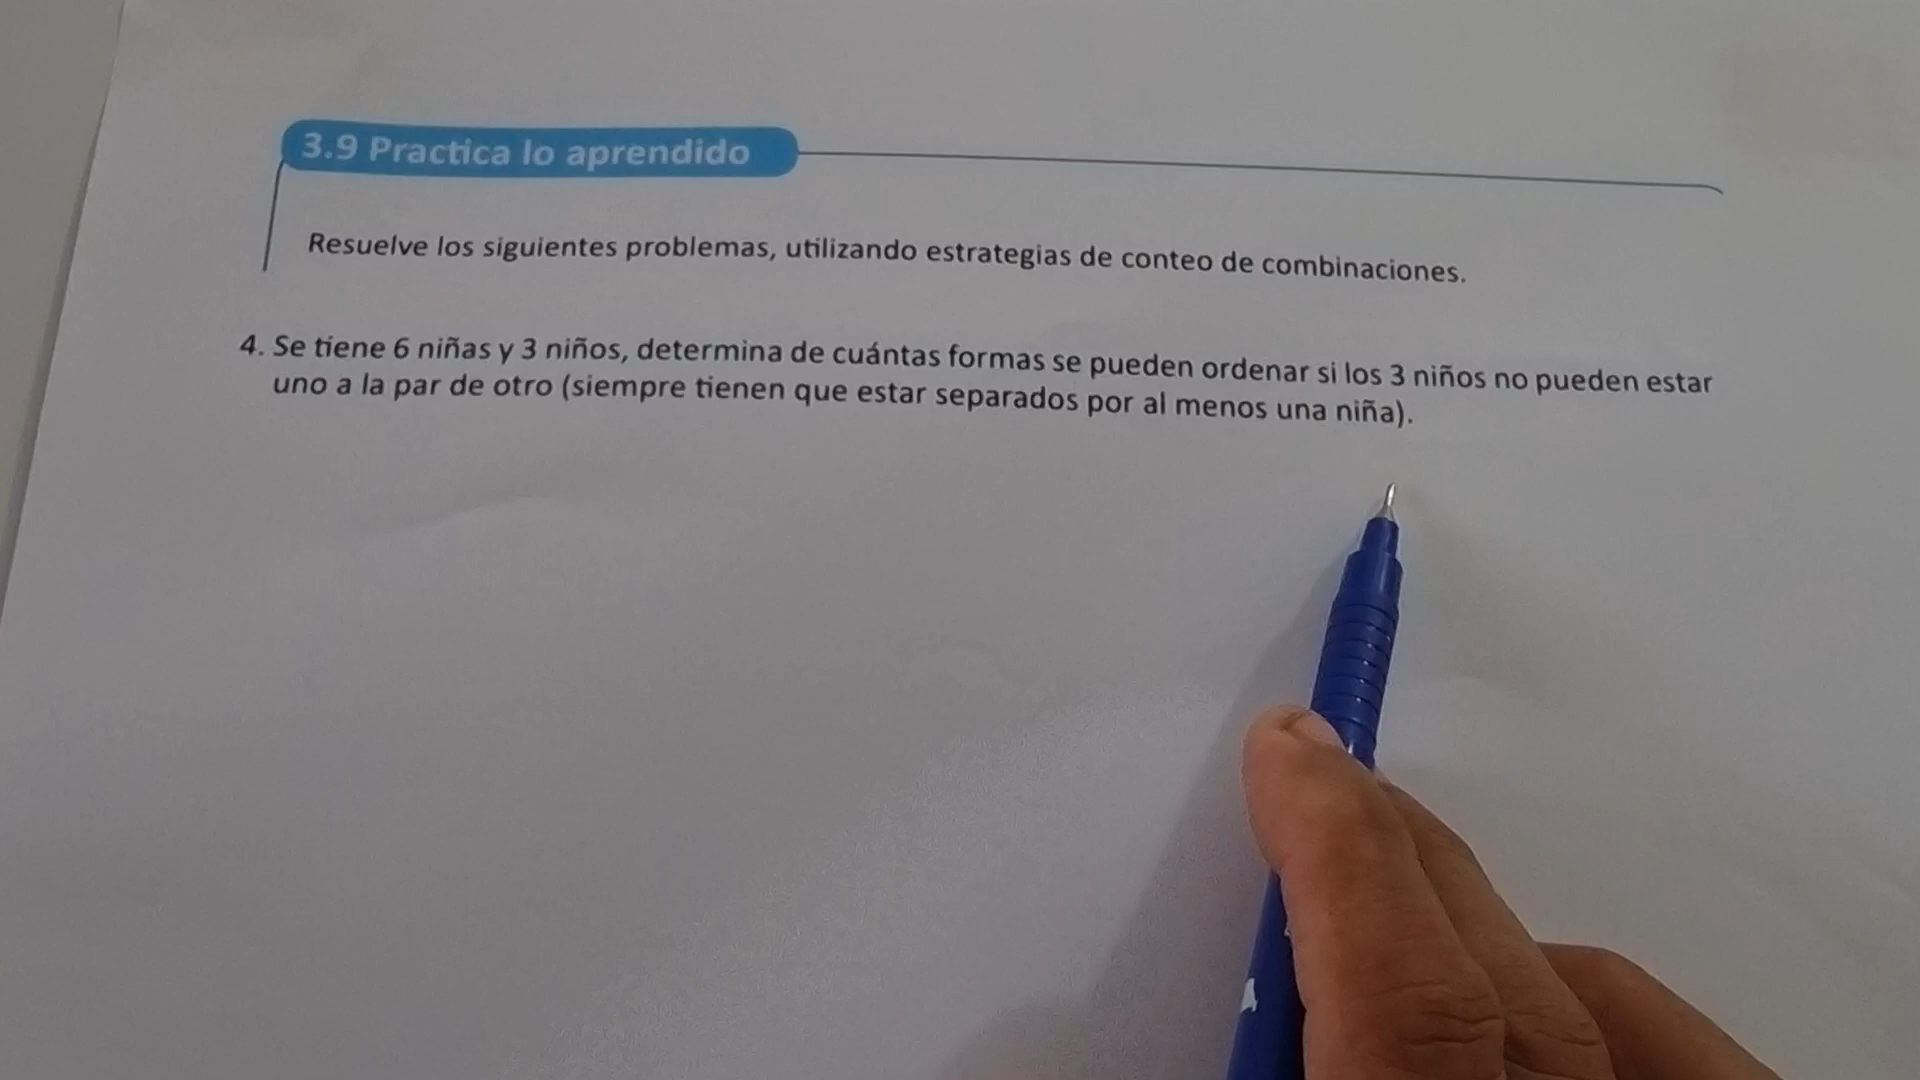 3.9 Practica lo aprendido
Resuelve los siguientes problemas, utilizando estrategias de conteo de combinaciones.
4. Se tiene 6 niñas y 3 niños, determina de cuántas formas se pueden ordenar si los 3 niños no pueden estar
uno a la par de otro (siempre tienen que estar separados por al menos una niña).